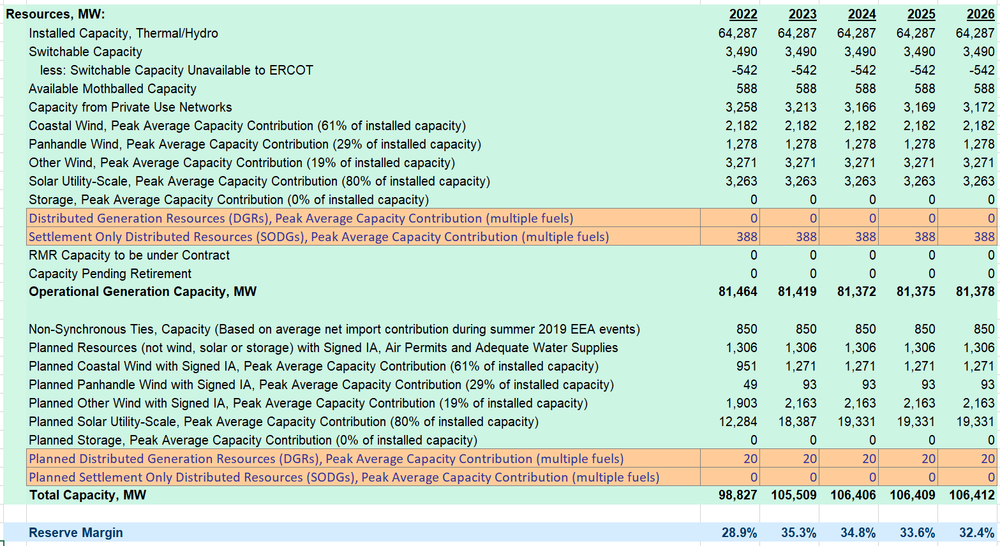 Resources, MW: 2022 2023 2024 2025 2026
Installed Capacity, Thermal/Hydro 64,287 64,287 64,287 64,287 64,287
Switchable Capacity 3,490 3,490 3,490 3,490 3,490
less: Switchable Capacity Unavailable to ERCOT -542 -542 -542 -542 -542
Available Mothballed Capacity 588 588 588 588 588
Capacity from Private Use Networks 3,258 3,213 3,166 3,169 3,172
Coastal Wind, Peak Average Capacity Contribution (61% of installed capacity) 2,182 2,182 2,182 2,182 2,182
Panhandle Wind, Peak Average Capacity Contribution (29% of installed capacity) 1,278 1,278 1,278 1,278 1,278
Other Wind, Peak Average Capacity Contribution (19% of installed capacity) 3,271 3,271 3,271 3,271 3,271
Solar Utility-Scale, Peak Average Capacity Contribution (80% of installed capacity) 3,263 3,263 3,263 3,263 3,263
Storage, Peak Average Capacity Contribution (0% of installed capacity) 0 0 0 0 0
Distributed Generation Resources (DGRs), Peak Average Capacity Contribution (multiple fuels) 0 0 0 0 0
Settlement Only Distributed Resources (SODGs), Peak Average Capacity Contribution (multiple fuels) 388 388 388 388 388
RMR Capacity to be under Contract 0 0 0 0 0
Capacity Pending Retirement 0 0 0 0 0
Operational Generation Capacity, MW 81,464 81,419 81,372 81,375 81,378
Non-Synchronous Ties, Capacity (Based on average net import contribution during summer 2019 EEA events) 850 850 850 850 850
Planned Resources (not wind, solar or storage) with Signed IA, Air Permits and Adequate Water Supplies 1,306 1,306 1,306 1,306 1,306
Planned Coastal Wind with Signed IA, Peak Average Capacity Contribution (61% of installed capacity) 951 1,271 1,271 1,271 1,271
Planned Panhandle Wind with Signed IA, Peak Average Capacity Contribution (29% of installed capacity) 49 93 93 93 93
Planned Other Wind with Signed IA, Peak Average Capacity Contribution (19% of installed capacity) 1,903 2,163 2,163 2,163 2,163
Planned Solar Utility-Scale, Peak Average Capacity Contribution (80% of installed capacity) 12,284 18,387 19,331 19,331 19,331
Planned Storage, Peak Average Capacity Contribution (0% of installed capacity) 0 0 0 0 0
Planned Distributed Generation Resources (DGRs), Peak Average Capacity Contribution (multiple fuels) 20 20 20 20 20
Planned Settlement Only Distributed Resources (SODGs), Peak Average Capacity Contribution (multiple fuels) 0 0 0 0 0
Total Capacity, MW 98,827 105,509 106,406 106,409 106,412
Reserve Margin 28.9% 35.3% 34.8% 33.6% 32.4%